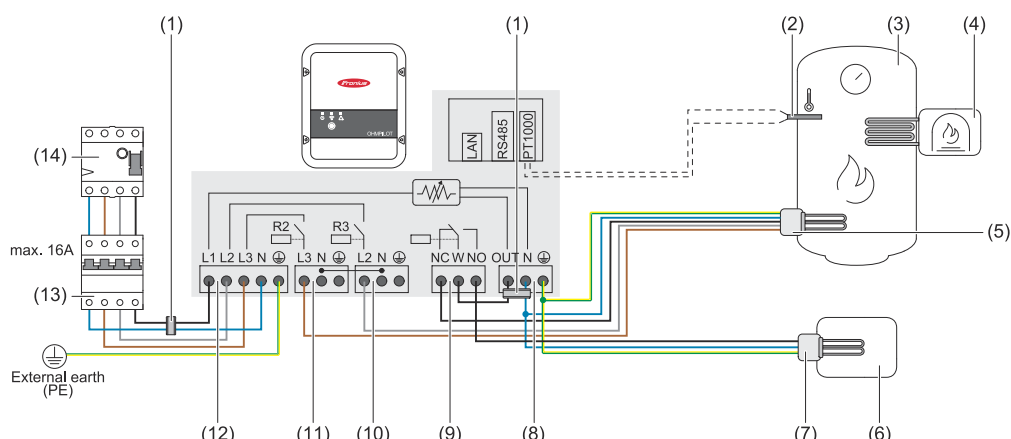 (1) (1) (2) (3) (4)
Fronius
OHMPILOT
LAN RS485 PT1000
(14)
R2 R3
max. 16A
L1 L2 L3 N L3 N L2 N NC W NO OUT N
(5)
(13)
(1)
External earth
(PE)
(12) (11) (10) (9) (8) (7) (6)